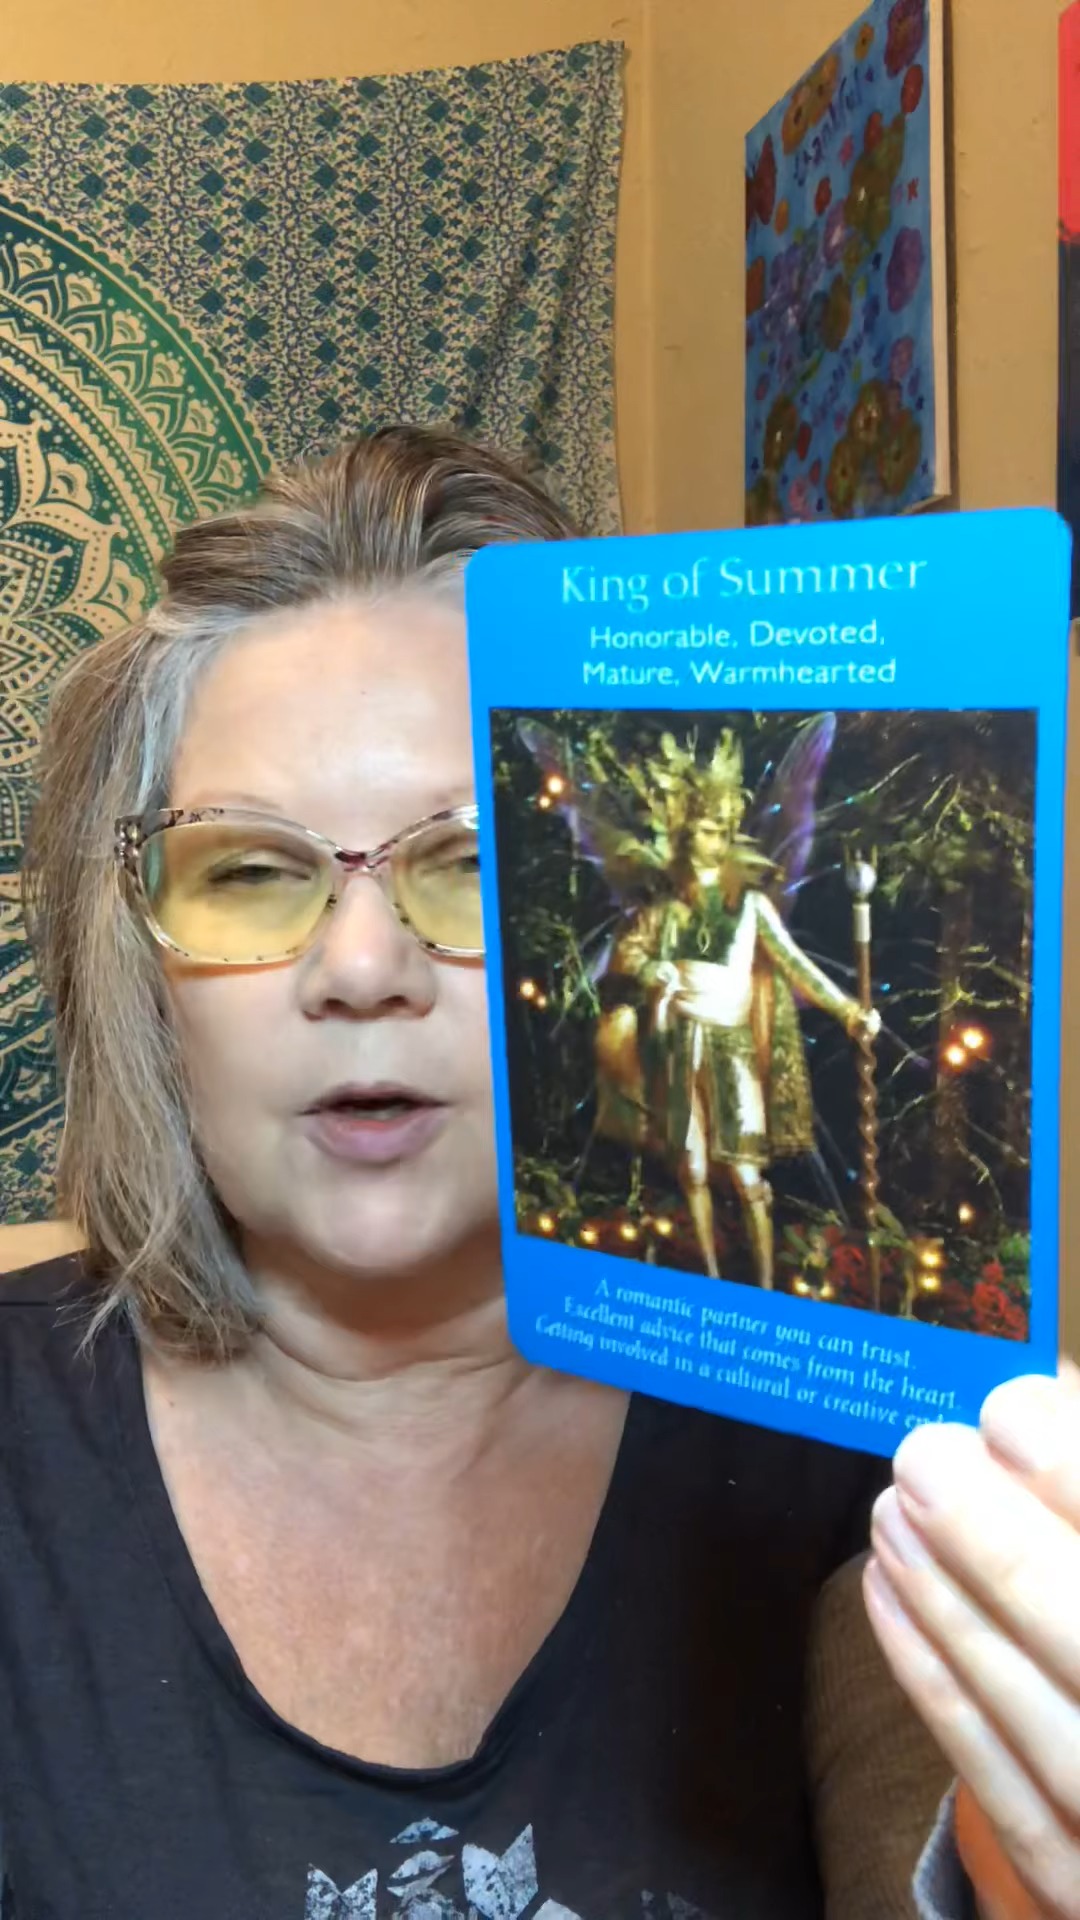 Thankful
King of Summer
Honorable, Devoted,
Mature, Warmhearted
A romantic partner you can trust.
Excellent advice that comes from the heart.
Getting involved in a cultural or creative